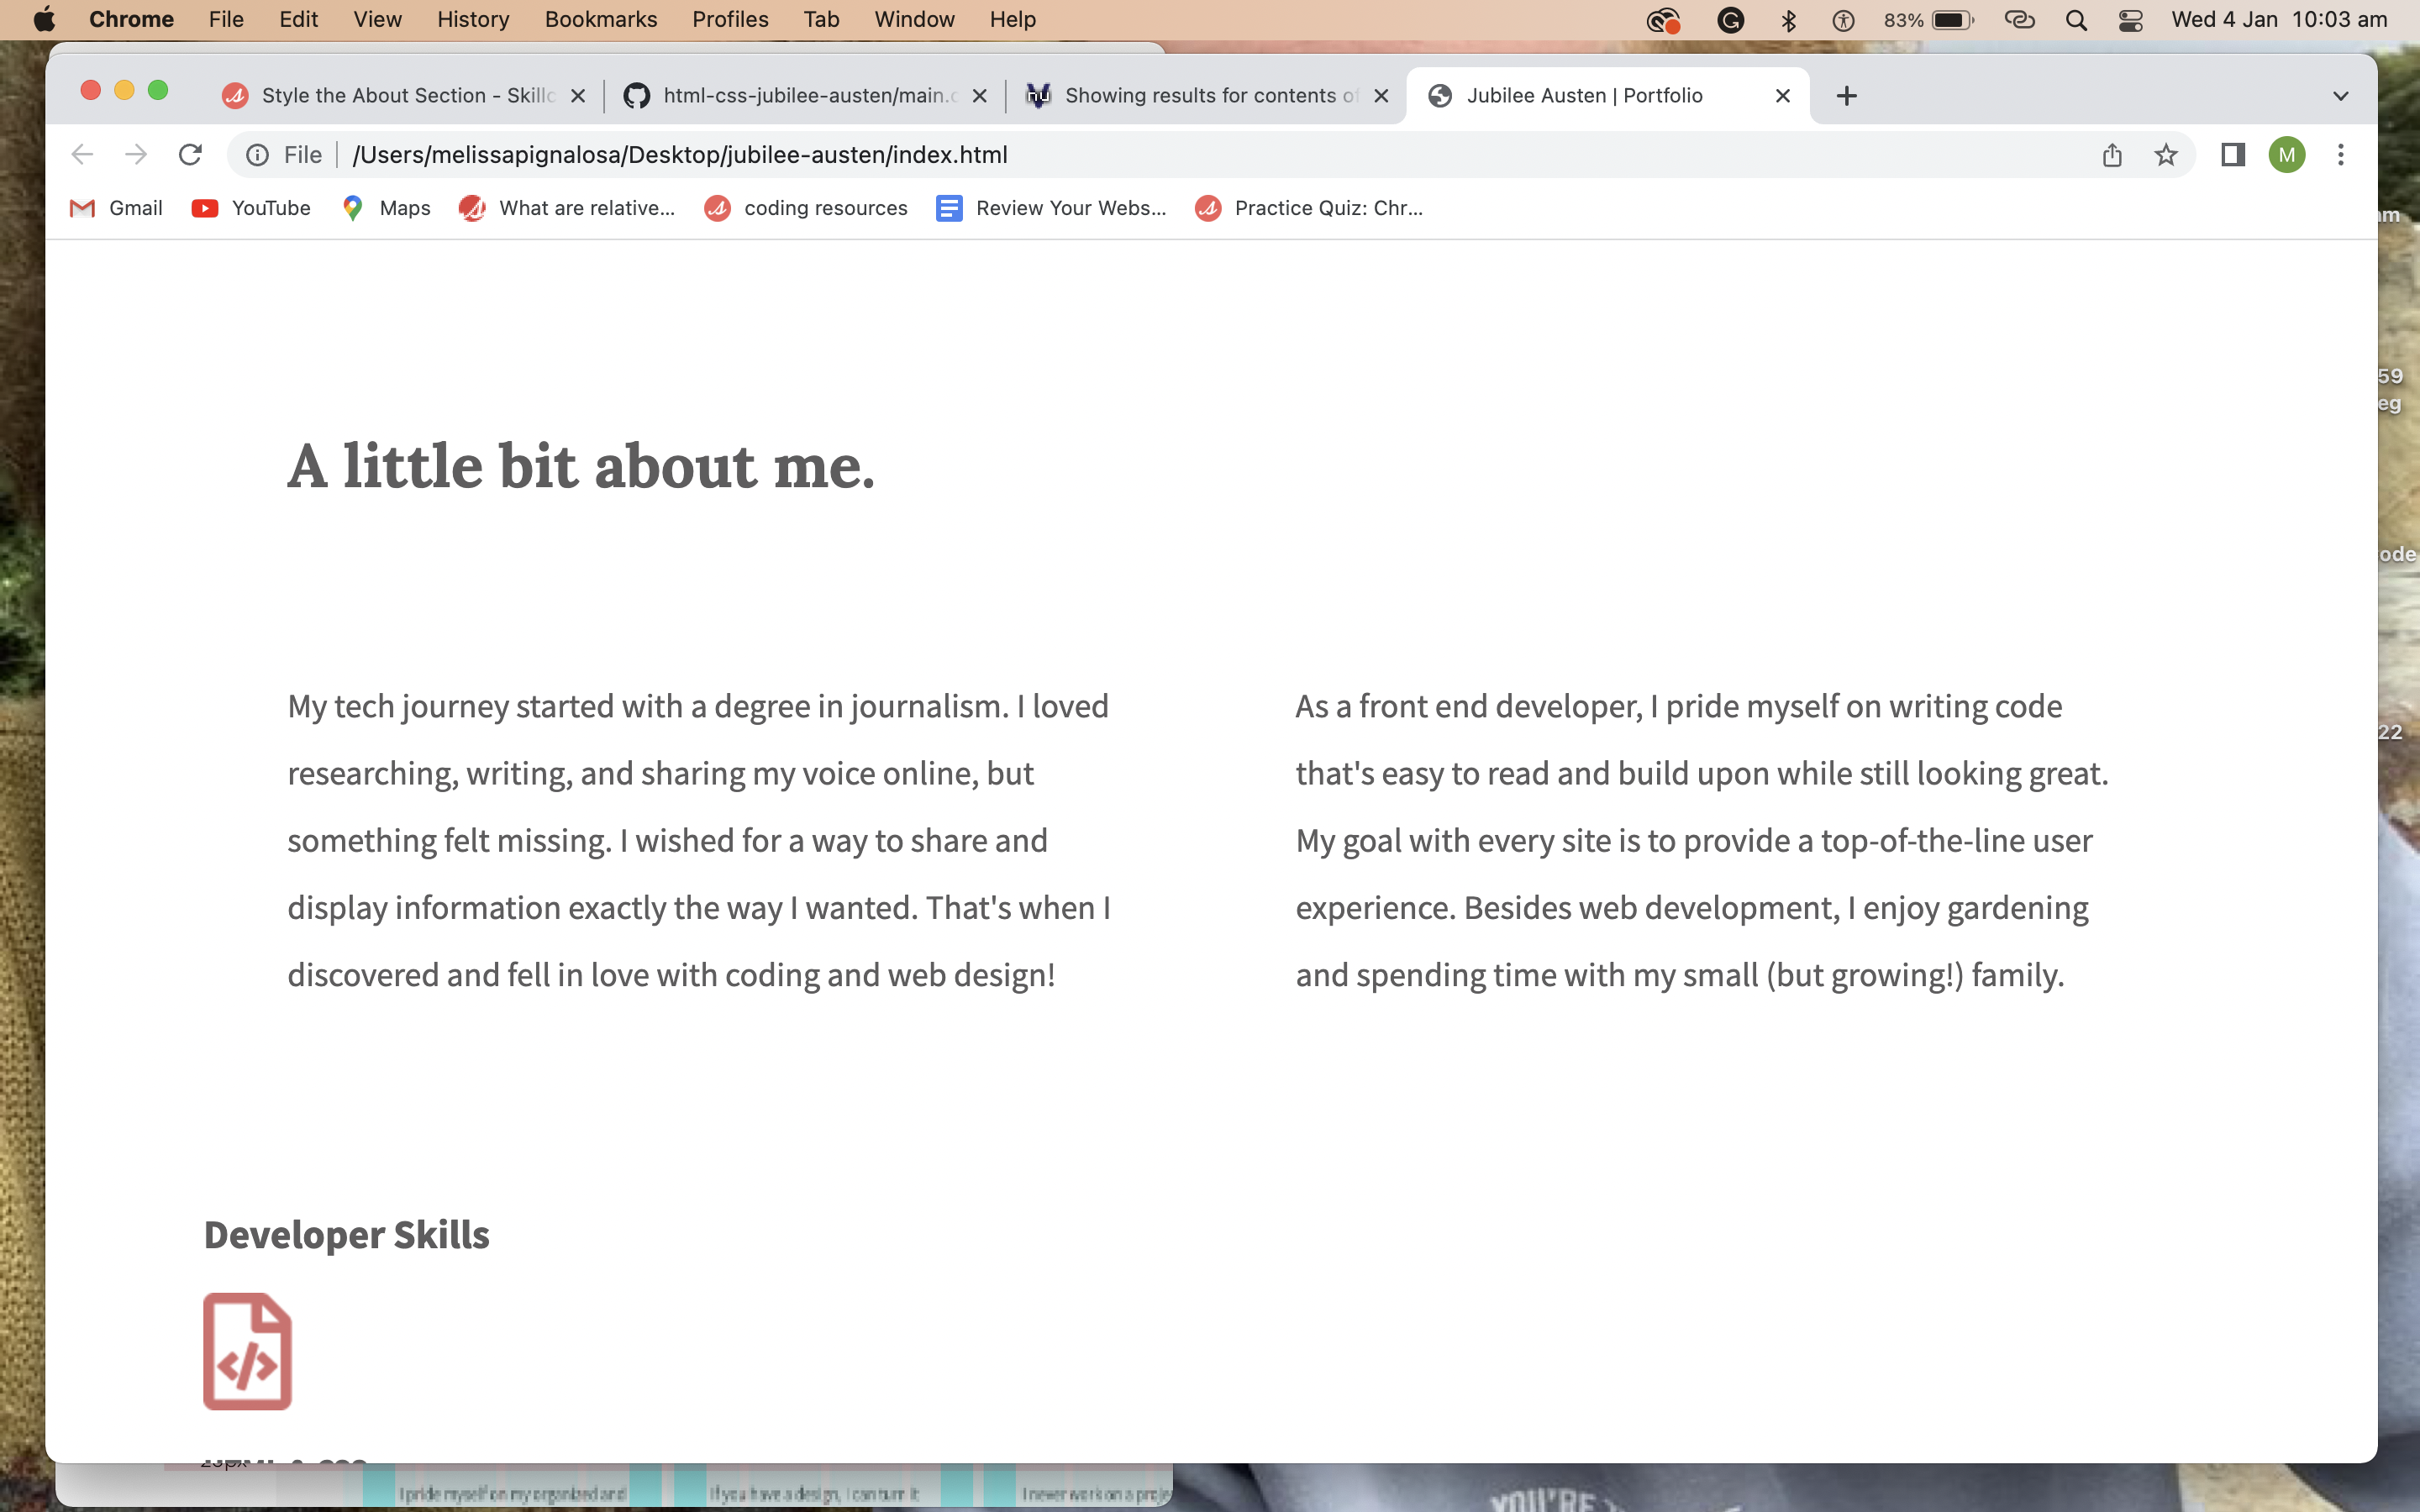 Chrome File Edit View History Bookmarks Profiles Tab Window Help 83% Wed 4 Jan 10:03 am
Style the About Section - Skillc html-css-jubilee-austen/main.c Showing results for contents of Jubilee Austen | Portfolio
File /Users/melissapignalosa/Desktop/jubilee-austen/index.html M
Gmail YouTube Maps What are relative... coding resources Review Your Webs... Practice Quiz: Chr...
A little bit about me.
My tech journey started with a degree in journalism. I loved
researching, writing, and sharing my voice online, but
something felt missing. I wished for a way to share and
display information exactly the way I wanted. That's when I
discovered and fell in love with coding and web design!
As a front end developer, I pride myself on writing code
that's easy to read and build upon while still looking great.
My goal with every site is to provide a top-of-the-line user
experience. Besides web development, I enjoy gardening
and spending time with my small (but growing!) family.
Developer Skills
</>
I pride myself on my organized and If you have a design, I can turn it I never work on a proje
YOU'RE
59
eg
ode
22